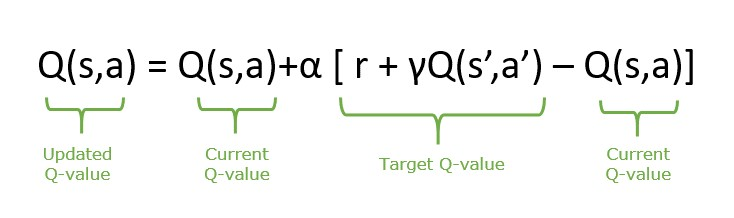 Q(s,a) = Q(s,a)+α [ r + γQ(s’,a’) – Q(s,a)]
Updated
Q-value
Current
Q-value
Target Q-value
Current
Q-value